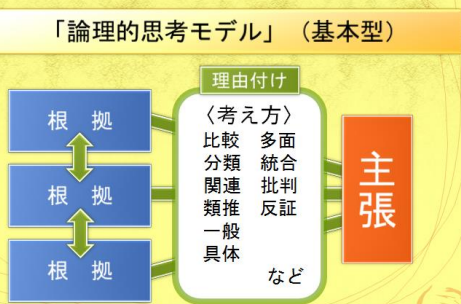 「論理的思考モデル」（基本型）
理由付け
根 拠
根 拠
根 拠
〈考え方〉
比較 多面
分類 統合
関連 批判
類推 反証
一般
具体
など
主張